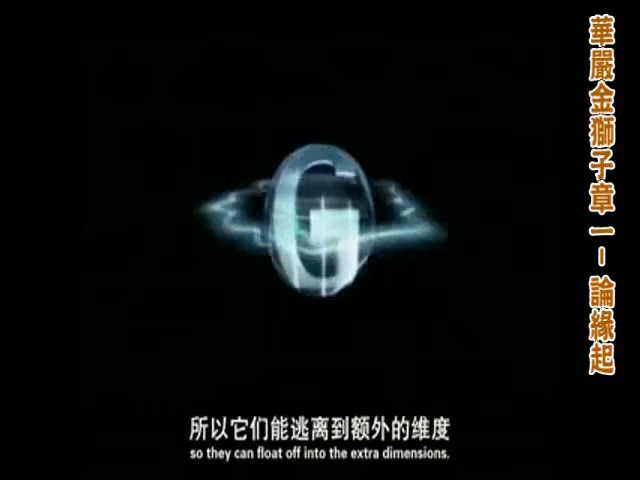 華嚴金獅子章一-論緣起
G
所以它们能逃离到额外的维度
so they can float off into the extra dimensions.